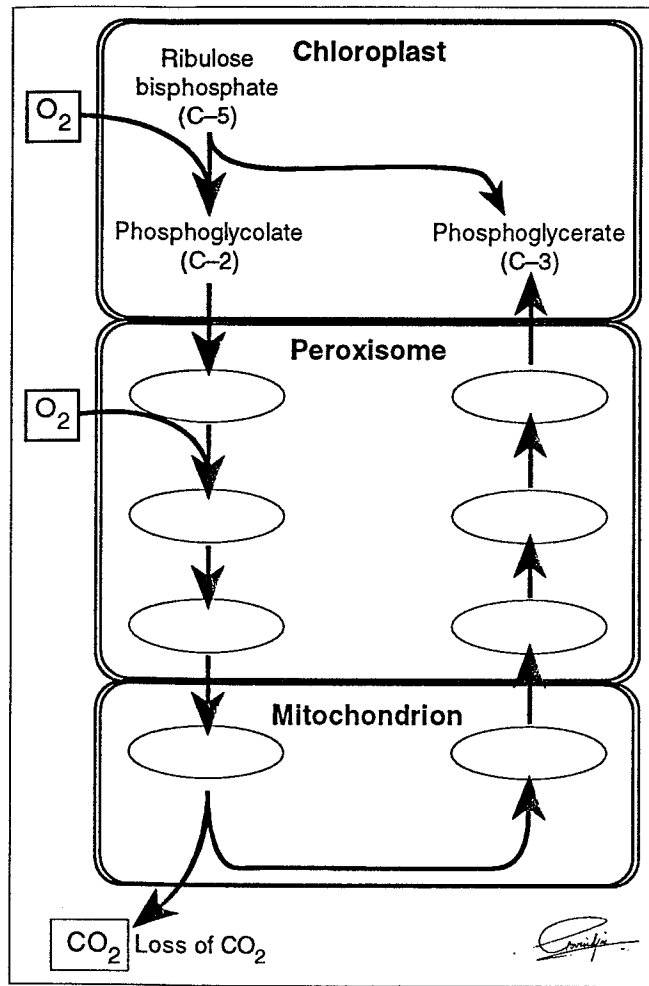 Chloroplast
Ribulose
bisphosphate
(C–5)
O₂
Phosphoglycolate
(C–2)
Phosphoglycerate
(C–3)
Peroxisome
O₂
Mitochondrion
CO₂ Loss of CO₂